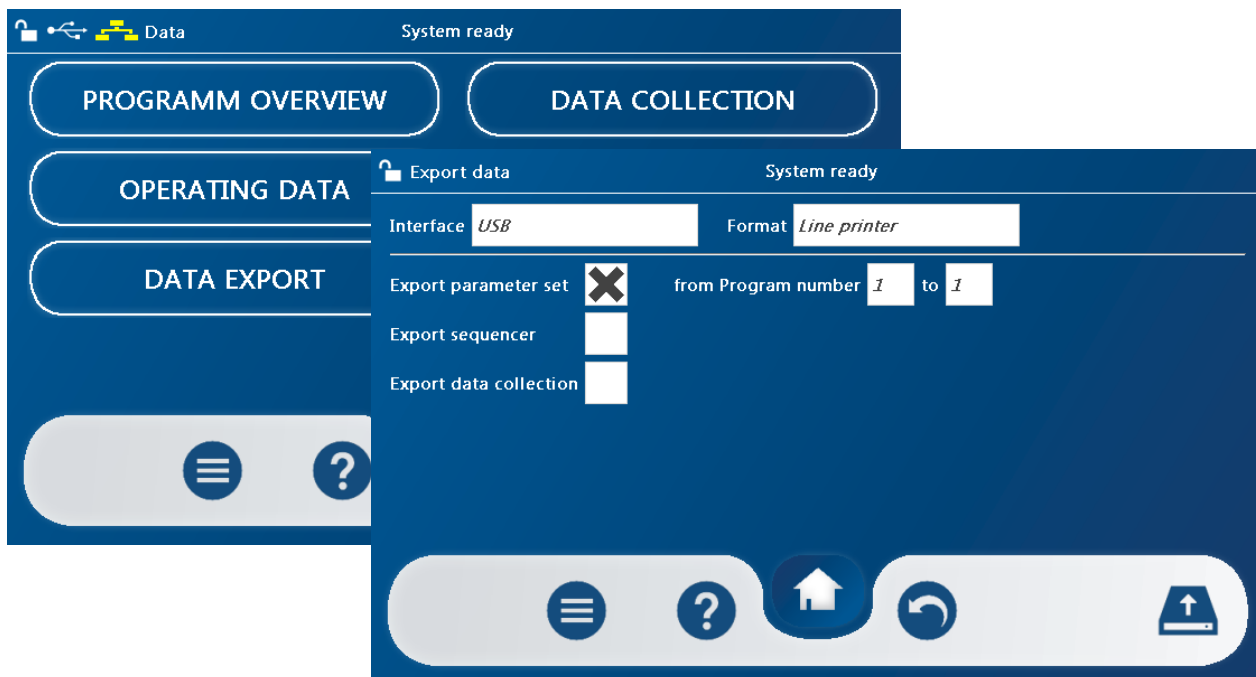 Data System ready
PROGRAMM OVERVIEW DATA COLLECTION
OPERATING DATA
DATA EXPORT
?
Export data System ready
Interface USB Format Line printer
Export parameter set from Program number 1 to 1
Export sequencer
Export data collection
?